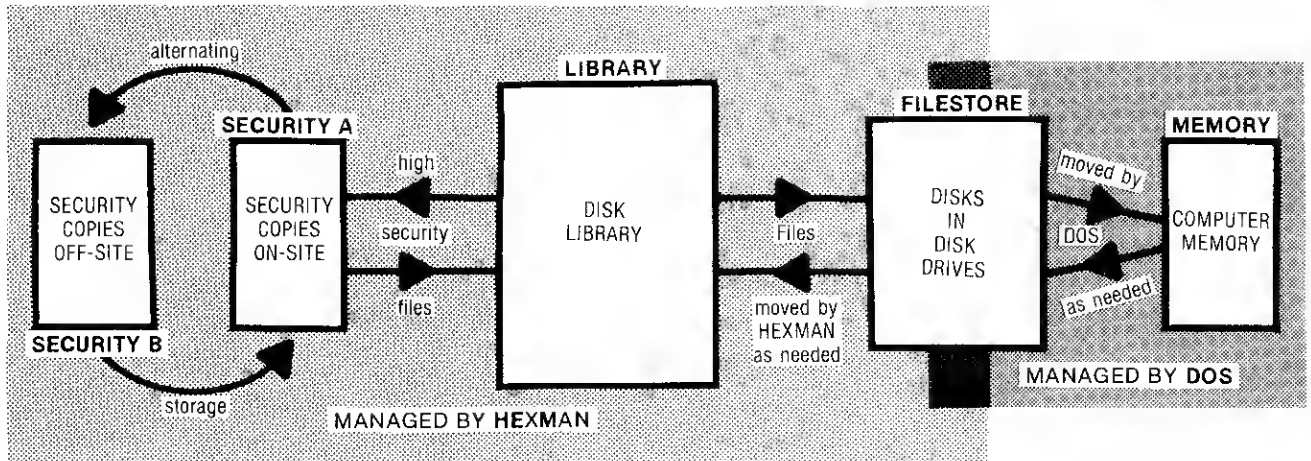 alternating
SECURITY A
SECURITY
COPIES
OFF-SITE
SECURITY B
SECURITY
COPIES
ON-SITE
storage
high
security
files
LIBRARY
DISK
LIBRARY
Files
moved by
HEXMAN
as needed
FILESTORE
DISKS
IN
DISK
DRIVES
moved by
DOS
as needed
MEMORY
COMPUTER
MEMORY
MANAGED BY HEXMAN
MANAGED BY DOS